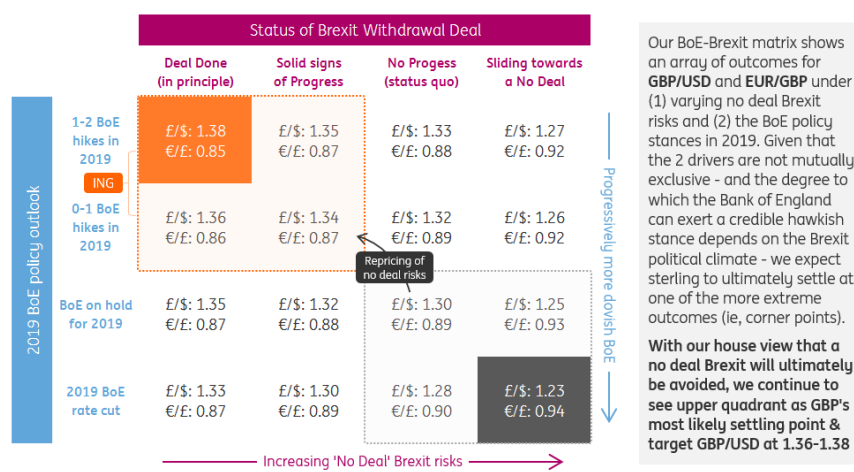 Status of Brexit Withdrawal Deal
Deal Done
(in principle)
Solid signs
of Progress
No Progess
(status quo)
Sliding towards
a No Deal
2019 BoE policy outlook
1-2 BoE
hikes in
2019
£/$: 1.38
€/£: 0.85
£/$: 1.35
€/£: 0.87
£/$: 1.33
€/£: 0.88
£/$: 1.27
€/£: 0.92
ING
0-1 BoE
hikes in
2019
£/$: 1.36
€/£: 0.86
£/$: 1.34
€/£: 0.87
£/$: 1.32
€/£: 0.89
£/$: 1.26
€/£: 0.92
Repricing of
no deal risks
BoE on hold
for 2019
£/$: 1.35
€/£: 0.87
£/$: 1.32
€/£: 0.88
£/$: 1.30
€/£: 0.89
£/$: 1.25
€/£: 0.93
2019 BoE
rate cut
£/$: 1.33
€/£: 0.87
£/$: 1.30
€/£: 0.89
£/$: 1.28
€/£: 0.90
£/$: 1.23
€/£: 0.94
Progressively more dovish BoE
Increasing 'No Deal' Brexit risks
Our BoE-Brexit matrix shows
an array of outcomes for
GBP/USD and EUR/GBP under
(1) varying no deal Brexit
risks and (2) the BoE policy
stances in 2019. Given that
the 2 drivers are not mutually
exclusive - and the degree to
which the Bank of England
can exert a credible hawkish
stance depends on the Brexit
political climate - we expect
sterling to ultimately settle at
one of the more extreme
outcomes (ie, corner points).
With our house view that a
no deal Brexit will ultimately
be avoided, we continue to
see upper quadrant as GBP's
most likely settling point &
target GBP/USD at 1.36-1.38